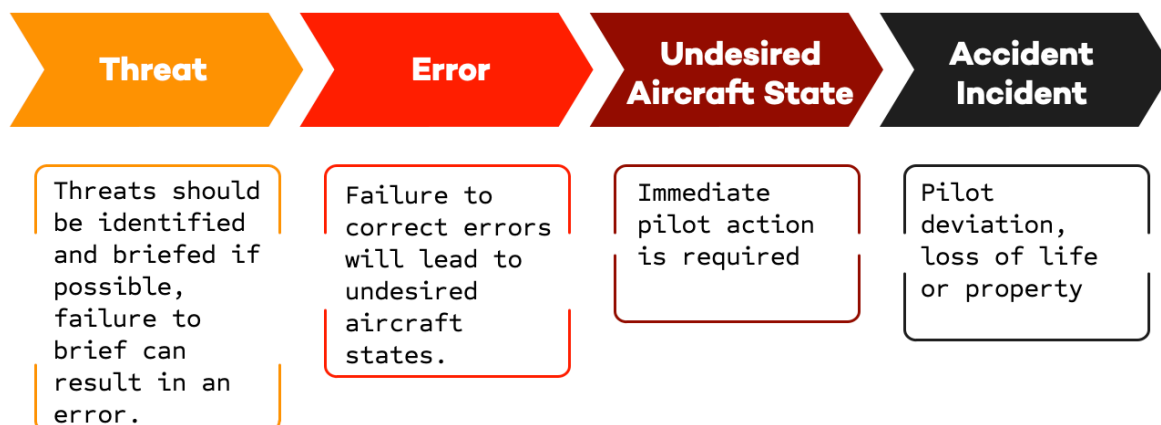 Threat
Error
Undesired
Aircraft State
Accident
Incident
Threats should
be identified
and briefed if
possible,
failure to
brief can
result in an
error.
Failure to
correct errors
will lead to
undesired
aircraft
states.
Immediate
pilot action
is required
Pilot
deviation,
loss of life
or property